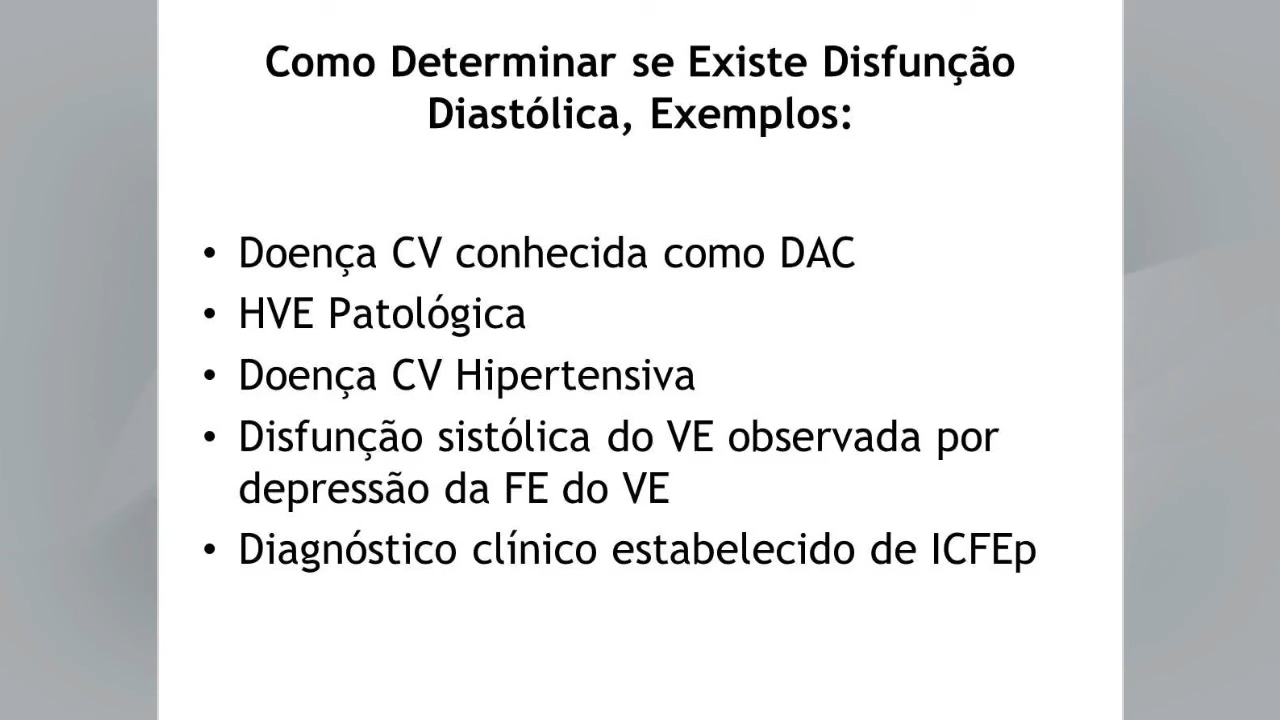 Como Determinar se Existe Disfunção
Diastólica, Exemplos:
• Doença CV conhecida como DAC
• HVE Patológica
• Doença CV Hipertensiva
• Disfunção sistólica do VE observada por
depressão da FE do VE
• Diagnóstico clínico estabelecido de ICFEp